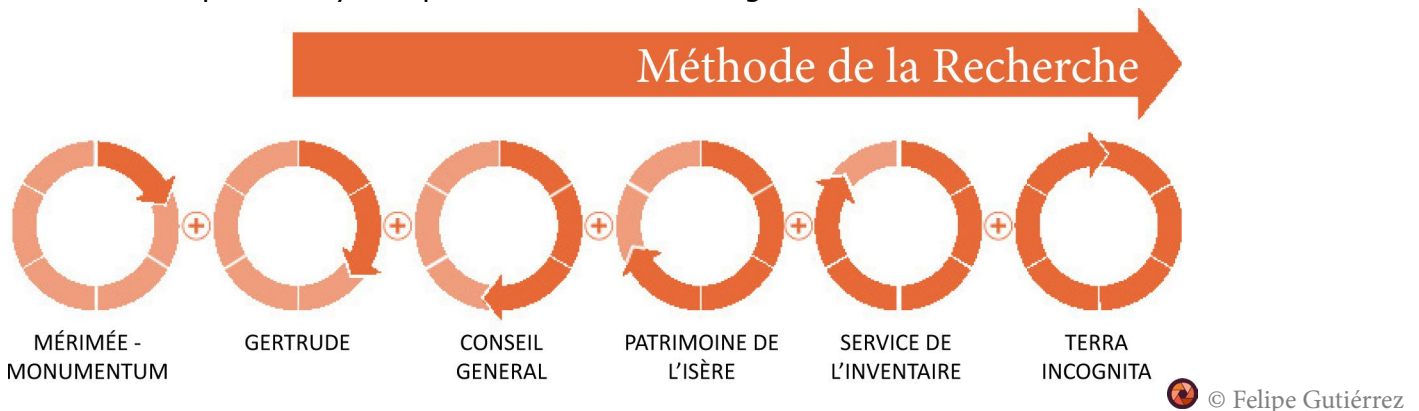 Méthode de la Recherche
MÉRIMÉE -
MONUMENTUM
GERTRUDE
CONSEIL
GENERAL
PATRIMOINE DE
L'ISÈRE
SERVICE DE
L'INVENTAIRE
TERRA
INCOGNITA
© Felipe Gutiérrez